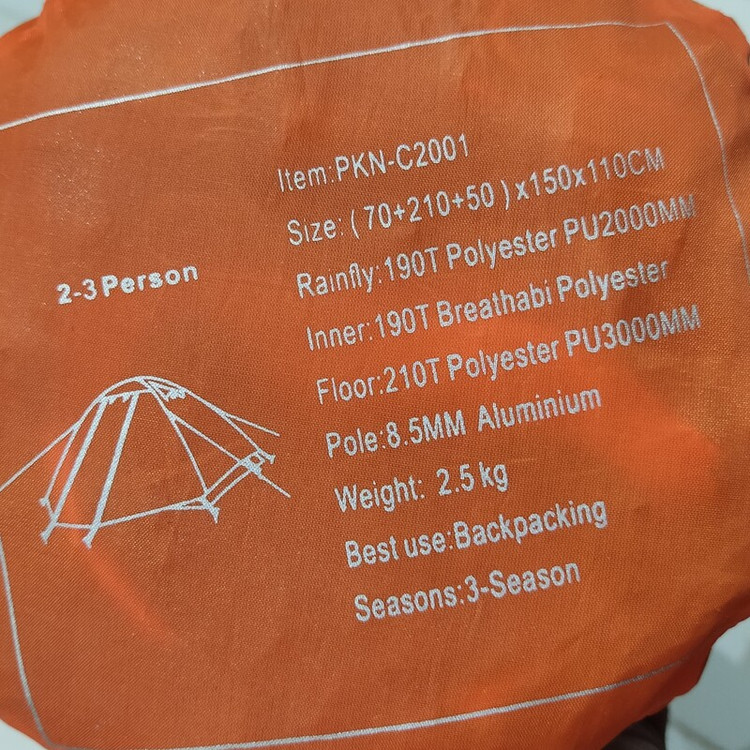 Item:PKN-C2001
Size: ( 70+210+50 ) x150x110CM
Rainfly:190T Polyester PU2000MM
Inner:190T Breathabi Polyester
Floor:210T Polyester PU3000MM
Pole:8.5MM Aluminium
Weight: 2.5 kg
Best use:Backpacking
Seasons:3-Season
2-3 Person